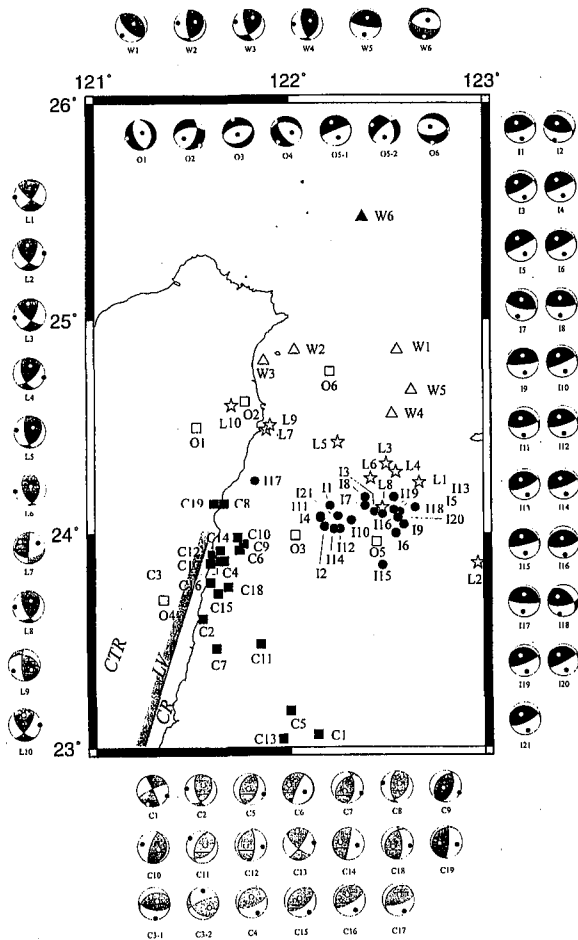 W1 W2 W3 W4 W5 W6
121° 122° 123°
26°
O1 O2 O3 O4 O5-1 O5-2 O6
I1 I2
W6
L1
I3 I4
L2
I5 I6
25°
L3
I7 I8
W2 W1
W3
O6
L4
I9 I10
W5
O2
L10
W4
L9
L7
O1
L5
L5
I11 I12
L3
L6 L4
I17
I3
L8
L1
I13
L6
I21 I1 I8
I19
I5
I13 I14
C19 C8
I11
I7
I16
I18
I4
I20
24°
C14 C10
I10
I9
L7
C12 C9
O3
O5
I6
I15 I16
C6
I12
I14
C3
C4
I2
I15
L2
C16
C18
L8
O4
C15
I17 I18
C2
CTR
LV
C7 C11
L9
I19 I20
CR
C5
L10
C13 C1
23°
I21
C1 C2 C5 C6 C7 C8 C9
C10 C11 C12 C13 C14 C18 C19
C3-1 C3-2 C4 C15 C16 C17